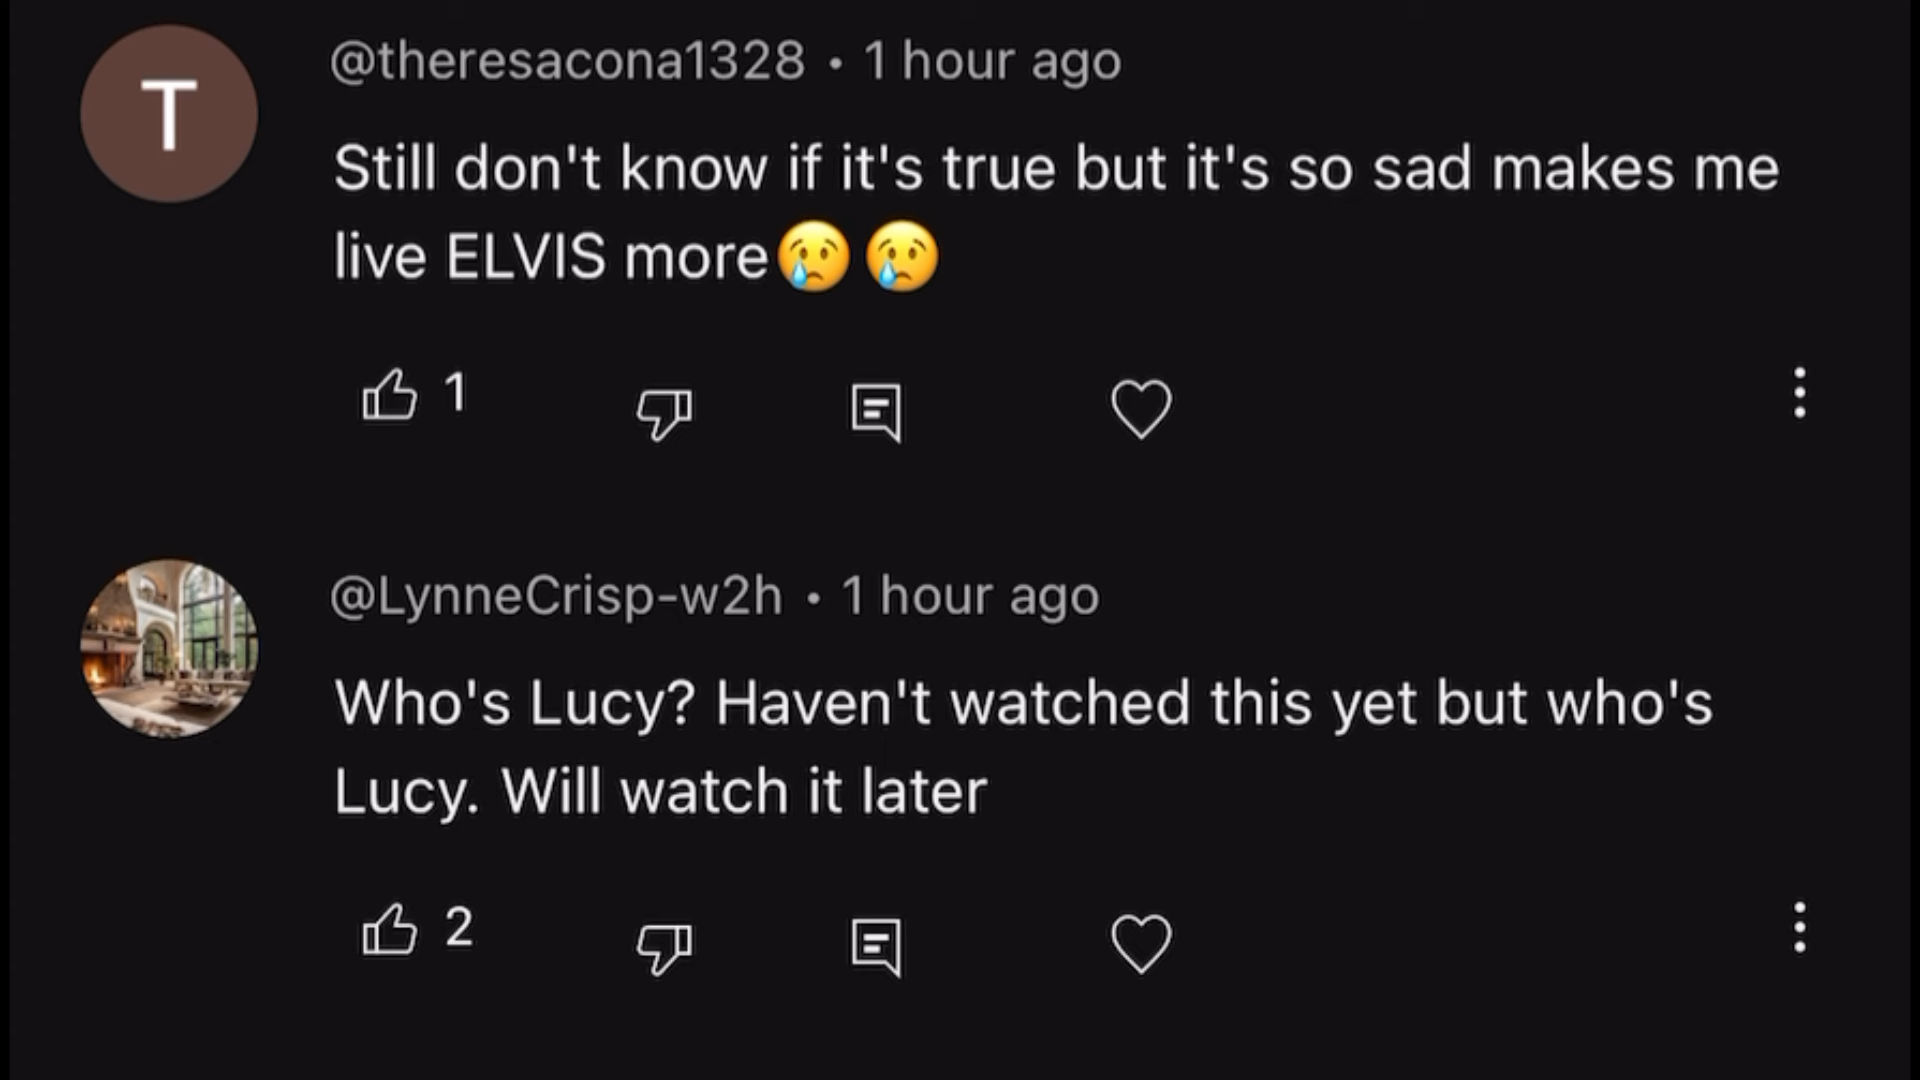 T
@theresacona1328 • 1 hour ago
Still don't know if it's true but it's so sad makes me
live ELVIS more😢😢
1
@LynneCrisp-w2h • 1 hour ago
Who's Lucy? Haven't watched this yet but who's
Lucy. Will watch it later
2